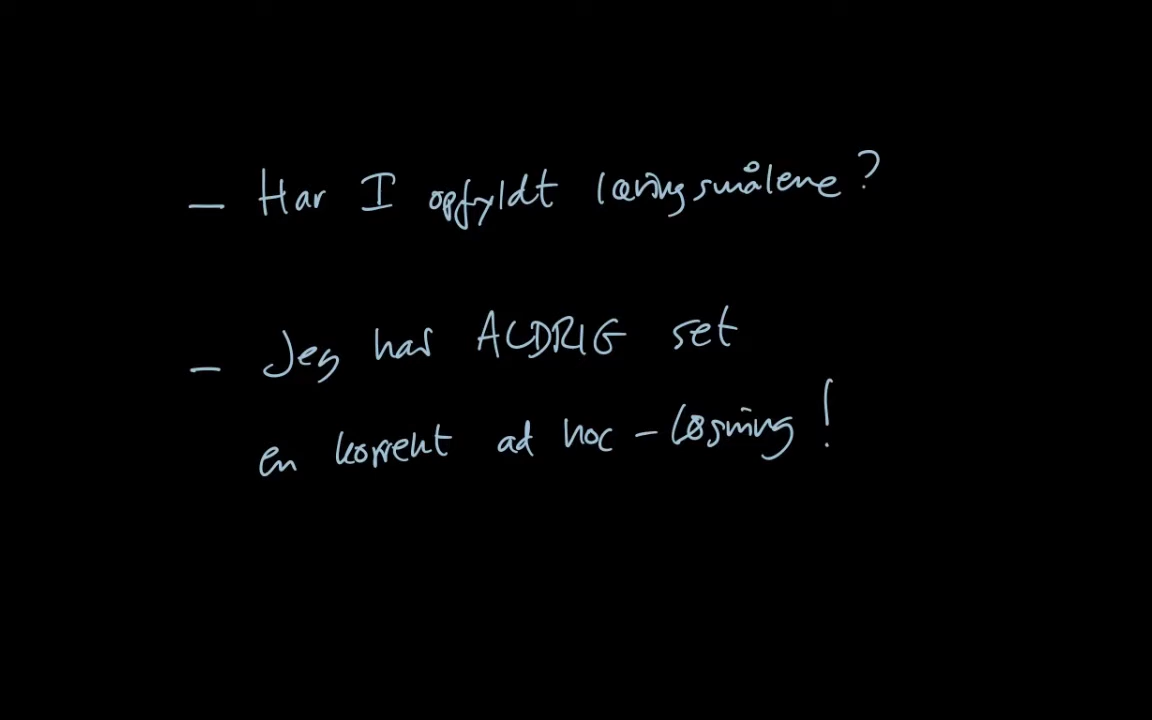 – Har I opfyldt læringsmålene?
– Jeg har ALDRIG set
en korrekt ad hoc-løsning!